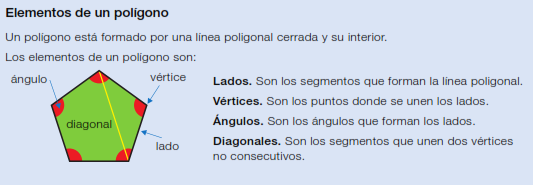 Elementos de un polígono
Un polígono está formado por una línea poligonal cerrada y su interior.
Los elementos de un polígono son:
ángulo
vértice
diagonal
lado
Lados. Son los segmentos que forman la línea poligonal.
Vértices. Son los puntos donde se unen los lados.
Ángulos. Son los ángulos que forman los lados.
Diagonales. Son los segmentos que unen dos vértices
no consecutivos.